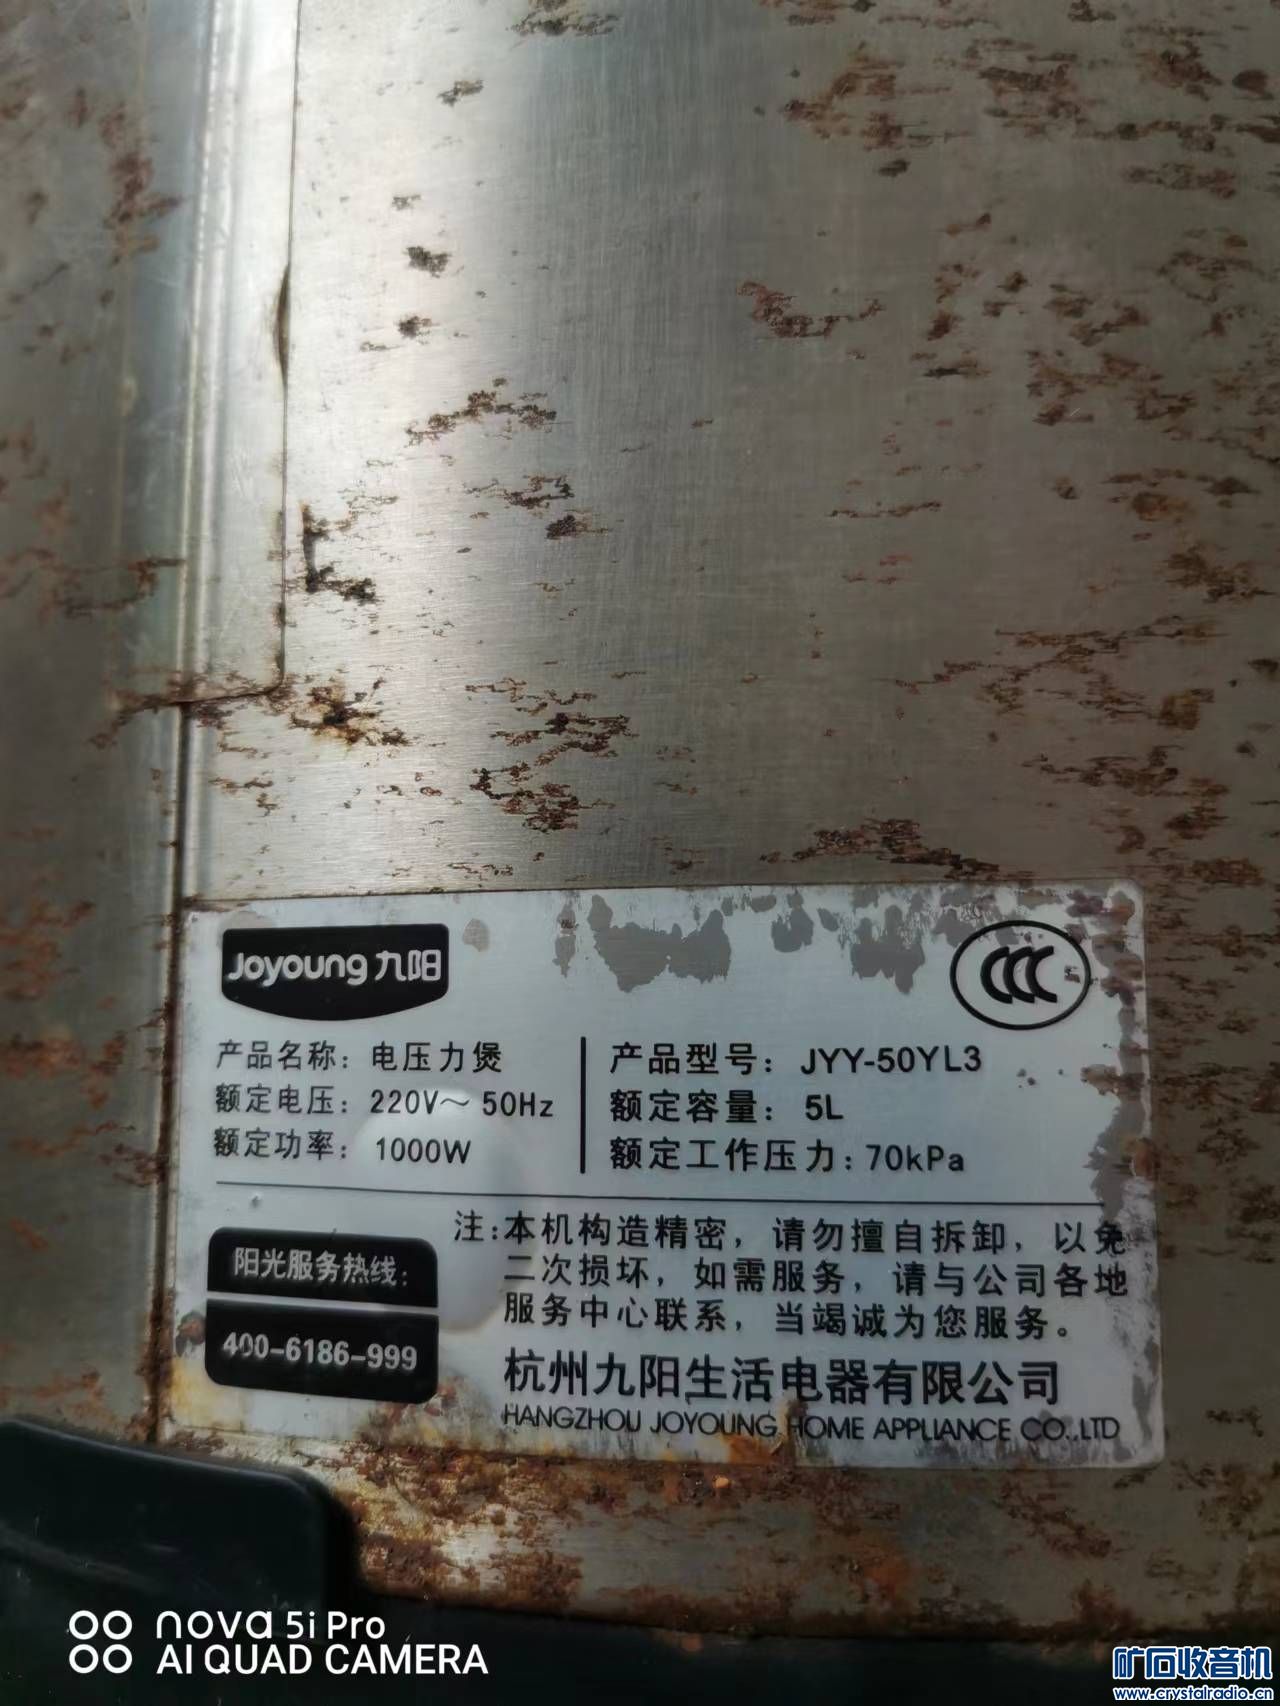 Joyoung九阳
CCC
产品名称：电压力煲
额定电压：220V～50Hz
额定功率：1000W
产品型号：JYY-50YL3
额定容量：5L
额定工作压力：70kPa
阳光服务热线：
400-6186-999
注：本机构造精密，请勿擅自拆卸，以免
二次损坏，如需服务，请与公司各地
服务中心联系，当竭诚为您服务。
杭州九阳生活电器有限公司
HANGZHOU JOYOUNG HOME APPLIANCE CO.,LTD
nova 5i Pro
AI QUAD CAMERA
矿石收音机
www.crystalradio.cn